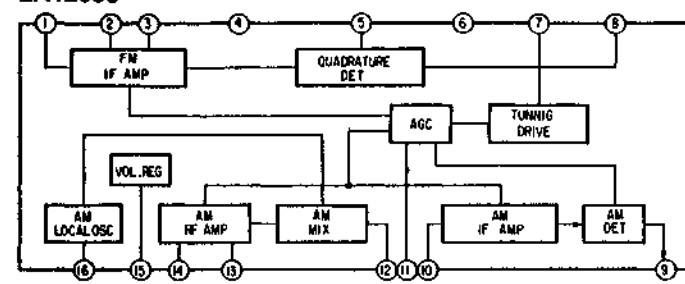 1 2 3 4 5 6 7 8
FM
IF AMP
QUADRATURE
DET
AGC
TUNNIG
DRIVE
VOL.REG
AM
LOCAL OSC
AM
RF AMP
AM
MIX
AM
IF AMP
AM
DET
16 15 14 13 12 11 10 9